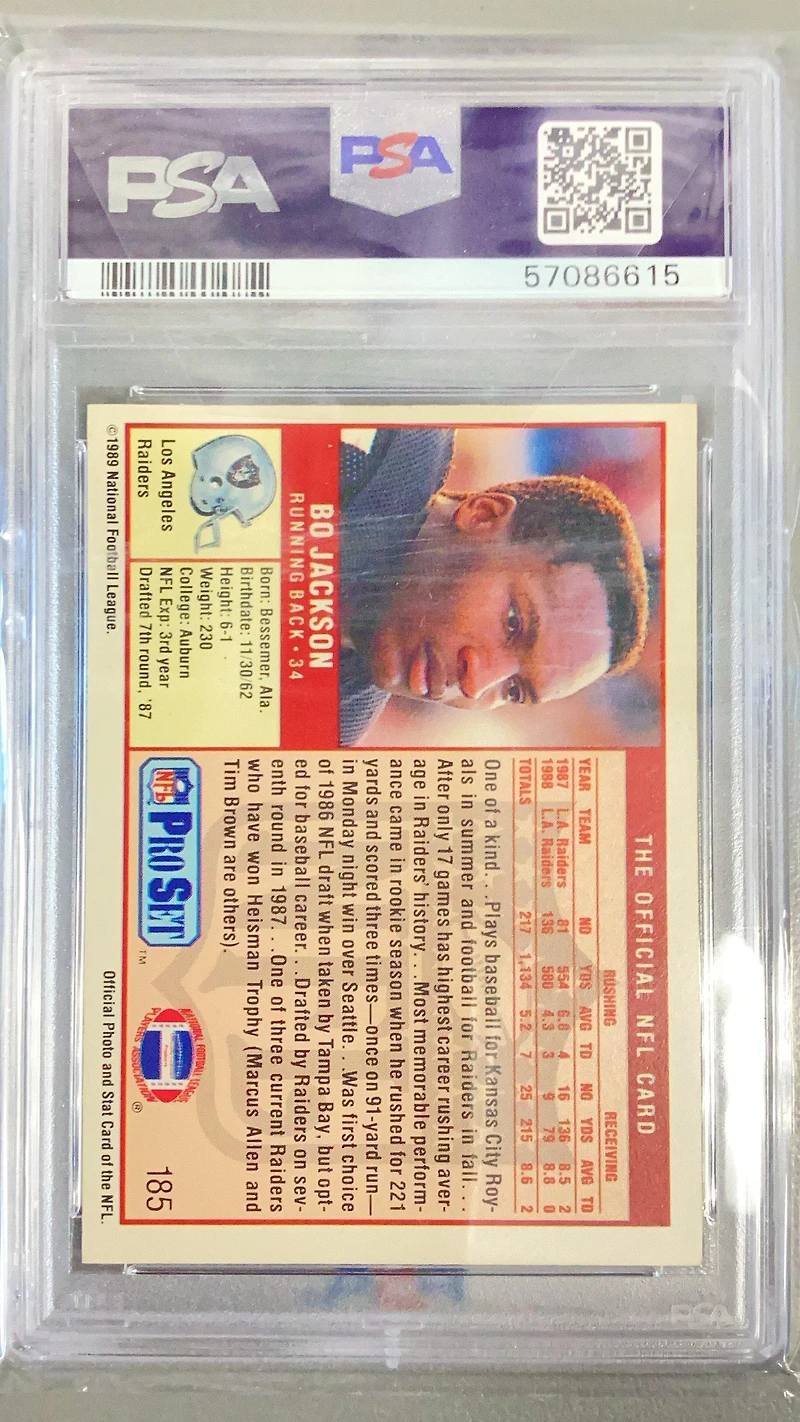 PSA
PSA
57086615
THE OFFICIAL NFL CARD
RUSHING RECEIVING
YEAR TEAM NO YDS AVG TD NO YDS AVG TD
1987 L.A. Raiders 81 554 6.8 4 16 136 8.5 2
1988 L.A. Raiders 136 580 4.3 3 9 79 8.8 0
TOTALS 217 1,134 5.2 7 25 215 8.6 2
One of a kind. . .Plays baseball for Kansas City Roy-
als in summer and football for Raiders in fall. . .
After only 17 games has highest career rushing aver-
age in Raiders' history. . .Most memorable perform-
ance came in rookie season when he rushed for 221
yards and scored three times—once on 91-yard run—
in Monday night win over Seattle. . .Was first choice
of 1986 NFL draft when taken by Tampa Bay, but opt-
ed for baseball career. . .Drafted by Raiders on sev-
enth round in 1987. . .One of three current Raiders
who have won Heisman Trophy (Marcus Allen and
Tim Brown are others).
BO JACKSON
RUNNING BACK • 34
Los Angeles
Raiders
Born: Bessemer, Ala.
Birthdate: 11/30/62
Height: 6-1
Weight: 230
College: Auburn
NFL Exp: 3rd year
Drafted 7th round, '87
NFL PRO SET TM
NATIONAL FOOTBALL LEAGUE
PLAYERS ASSOCIATION ®
185
©1989 National Football League.
Official Photo and Stat Card of the NFL.
PSA